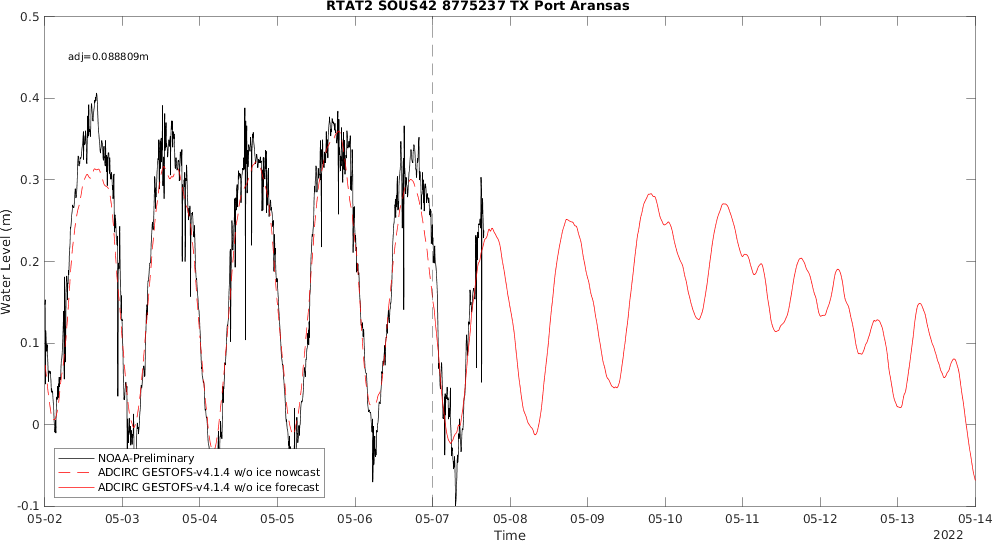 RTAT2 SOUS42 8775237 TX Port Aransas
adj=0.088809m
0.5
0.4
0.3
0.2
0.1
0
-0.1
Water Level (m)
NOAA-Preliminary
ADCIRC GESTOFS-v4.1.4 w/o ice nowcast
ADCIRC GESTOFS-v4.1.4 w/o ice forecast
05-02 05-03 05-04 05-05 05-06 05-07 05-08 05-09 05-10 05-11 05-12 05-13 05-14
Time
2022